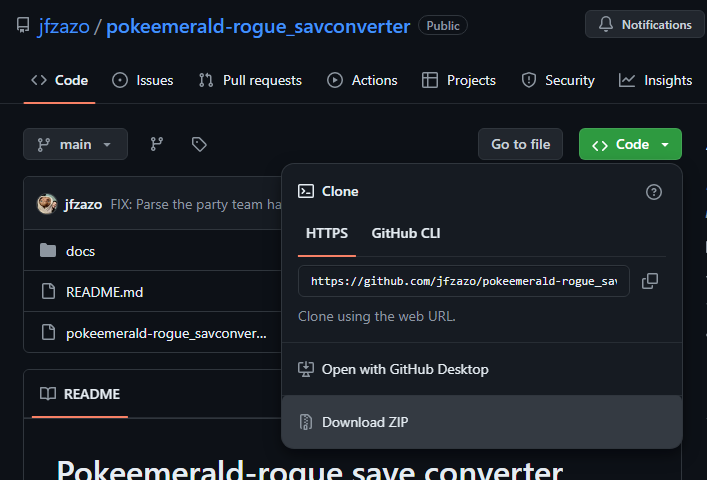 jfzazo / pokeemerald-rogue_savconverter Public Notifications
Code Issues Pull requests Actions Projects Security Insights
main Go to file Code
Clone
jfzazo FIX: Parse the party team ha
HTTPS GitHub CLI
docs
https://github.com/jfzazo/pokeemerald-rogue_sav
README.md
Clone using the web URL.
pokeemerald-rogue_savconver...
Open with GitHub Desktop
README
Download ZIP
Pokeemerald-rogue save converter